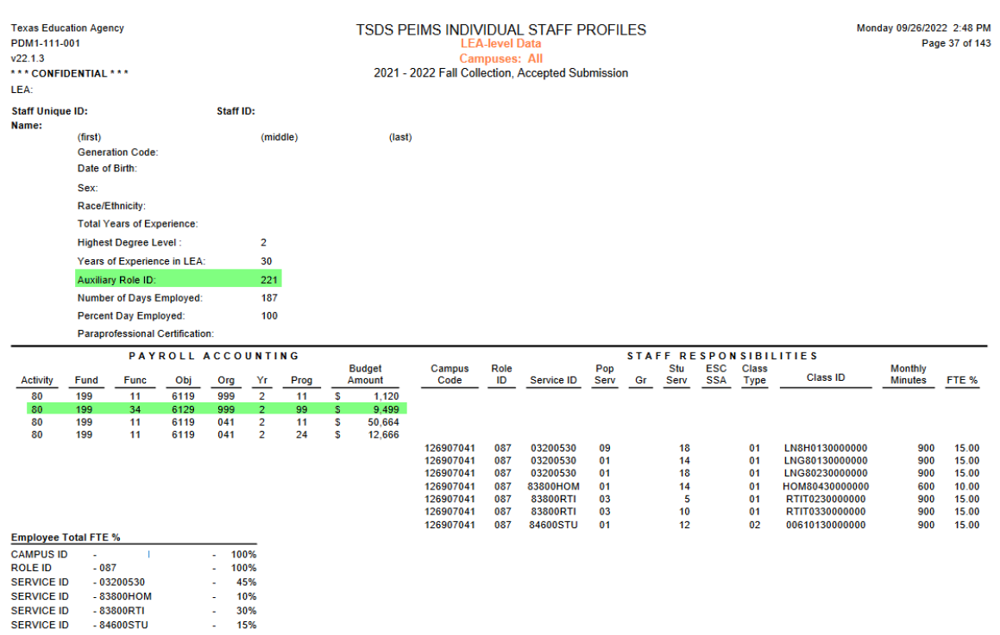 Texas Education Agency
PDM1-111-001
v22.1.3
* * * CONFIDENTIAL * * *
LEA:
TSDS PEIMS INDIVIDUAL STAFF PROFILES
LEA-level Data
Campuses: All
2021 - 2022 Fall Collection, Accepted Submission
Monday 09/26/2022 2:48 PM
Page 37 of 143
Staff Unique ID: Staff ID:
Name:
(first) (middle) (last)
Generation Code:
Date of Birth:
Sex:
Race/Ethnicity:
Total Years of Experience:
Highest Degree Level : 2
Years of Experience in LEA: 30
Auxiliary Role ID: 221
Number of Days Employed: 187
Percent Day Employed: 100
Paraprofessional Certification:
PAYROLL ACCOUNTING
Activity Fund Func Obj Org Yr Prog Budget Amount
80 199 11 6119 999 2 11 $ 1,120
80 199 34 6129 999 2 99 $ 9,499
80 199 11 6119 041 2 11 $ 50,664
80 199 11 6119 041 2 24 $ 12,666
STAFF RESPONSIBILITIES
Campus Code Role ID Service ID Pop Serv Gr Stu Serv ESC SSA Class Type Class ID Monthly Minutes FTE %
126907041 087 03200530 09 18 01 LN8H0130000000 900 15.00
126907041 087 03200530 01 14 01 LNG80130000000 900 15.00
126907041 087 03200530 01 18 01 LNG80230000000 900 15.00
126907041 087 83800HOM 01 14 01 HOM80430000000 600 10.00
126907041 087 83800RTI 03 5 01 RTIT0230000000 900 15.00
126907041 087 83800RTI 03 10 01 RTIT0330000000 900 15.00
126907041 087 84600STU 01 12 02 00610130000000 900 15.00
Employee Total FTE %
CAMPUS ID - - 100%
ROLE ID - 087 - 100%
SERVICE ID - 03200530 - 45%
SERVICE ID - 83800HOM - 10%
SERVICE ID - 83800RTI - 30%
SERVICE ID - 84600STU - 15%